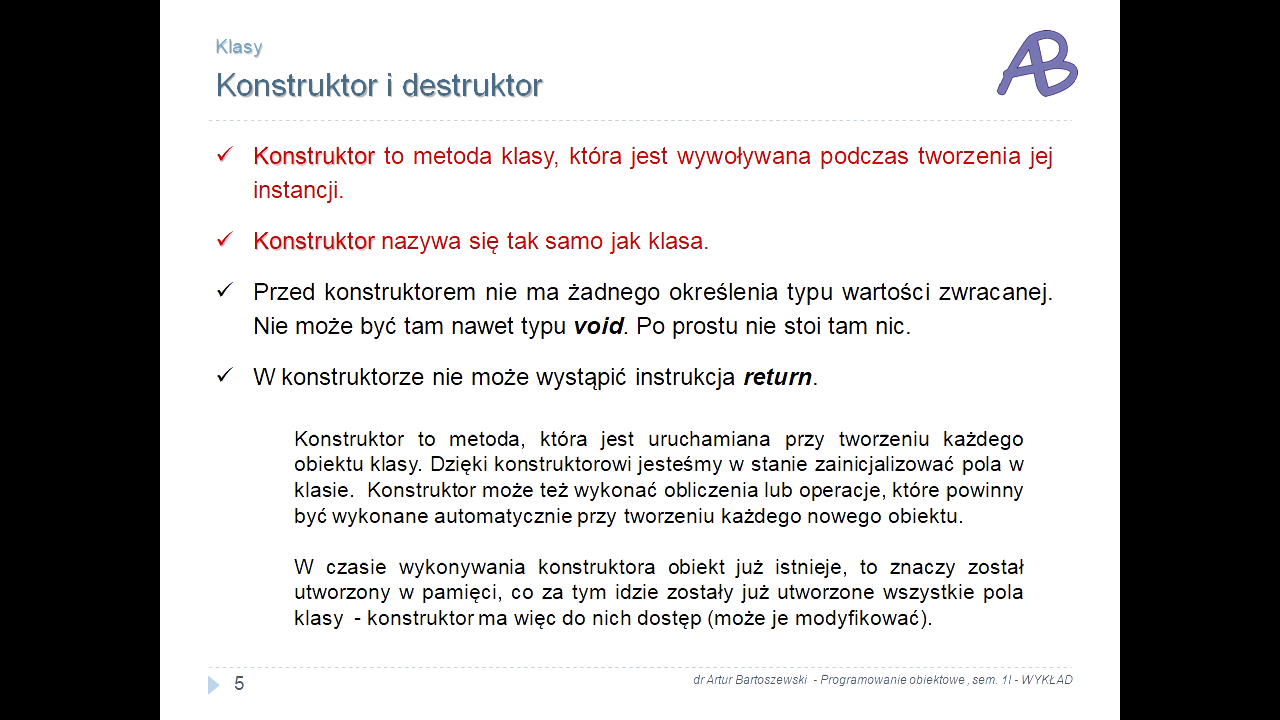 Klasy
Konstruktor i destruktor
AB
✓ Konstruktor to metoda klasy, która jest wywoływana podczas tworzenia jej
instancji.
✓ Konstruktor nazywa się tak samo jak klasa.
✓ Przed konstruktorem nie ma żadnego określenia typu wartości zwracanej.
Nie może być tam nawet typu void. Po prostu nie stoi tam nic.
✓ W konstruktorze nie może wystąpić instrukcja return.
Konstruktor to metoda, która jest uruchamiana przy tworzeniu każdego
obiektu klasy. Dzięki konstruktorowi jesteśmy w stanie zainicjalizować pola w
klasie. Konstruktor może też wykonać obliczenia lub operacje, które powinny
być wykonane automatycznie przy tworzeniu każdego nowego obiektu.
W czasie wykonywania konstruktora obiekt już istnieje, to znaczy został
utworzony w pamięci, co za tym idzie zostały już utworzone wszystkie pola
klasy - konstruktor ma więc do nich dostęp (może je modyfikować).
5
dr Artur Bartoszewski - Programowanie obiektowe , sem. 1I - WYKŁAD